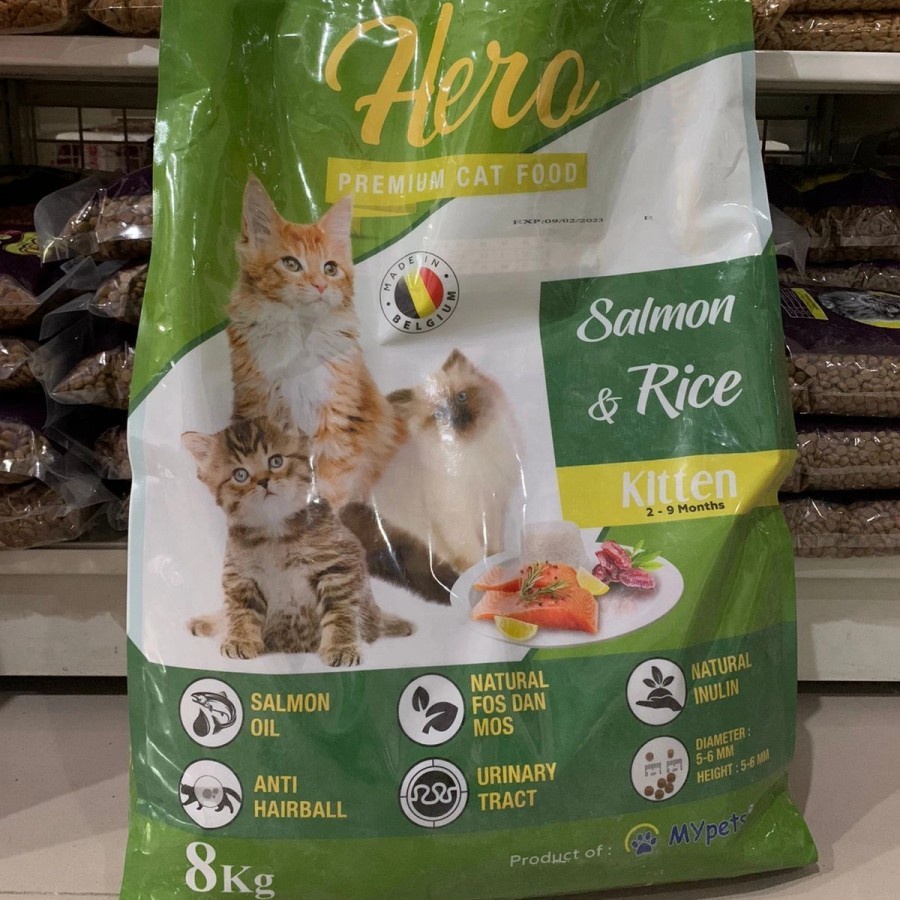 Hero
PREMIUM CAT FOOD
EXP:09/02/2023
E
MADE IN
BELGIUM
Salmon
& Rice
Kitten
2 - 9 Months
SALMON
OIL
NATURAL
FOS DAN
MOS
NATURAL
INULIN
ANTI
HAIRBALL
URINARY
TRACT
DIAMETER :
5-6 MM
HEIGHT : 5-6 MM
8Kg
Product of :
MYpets